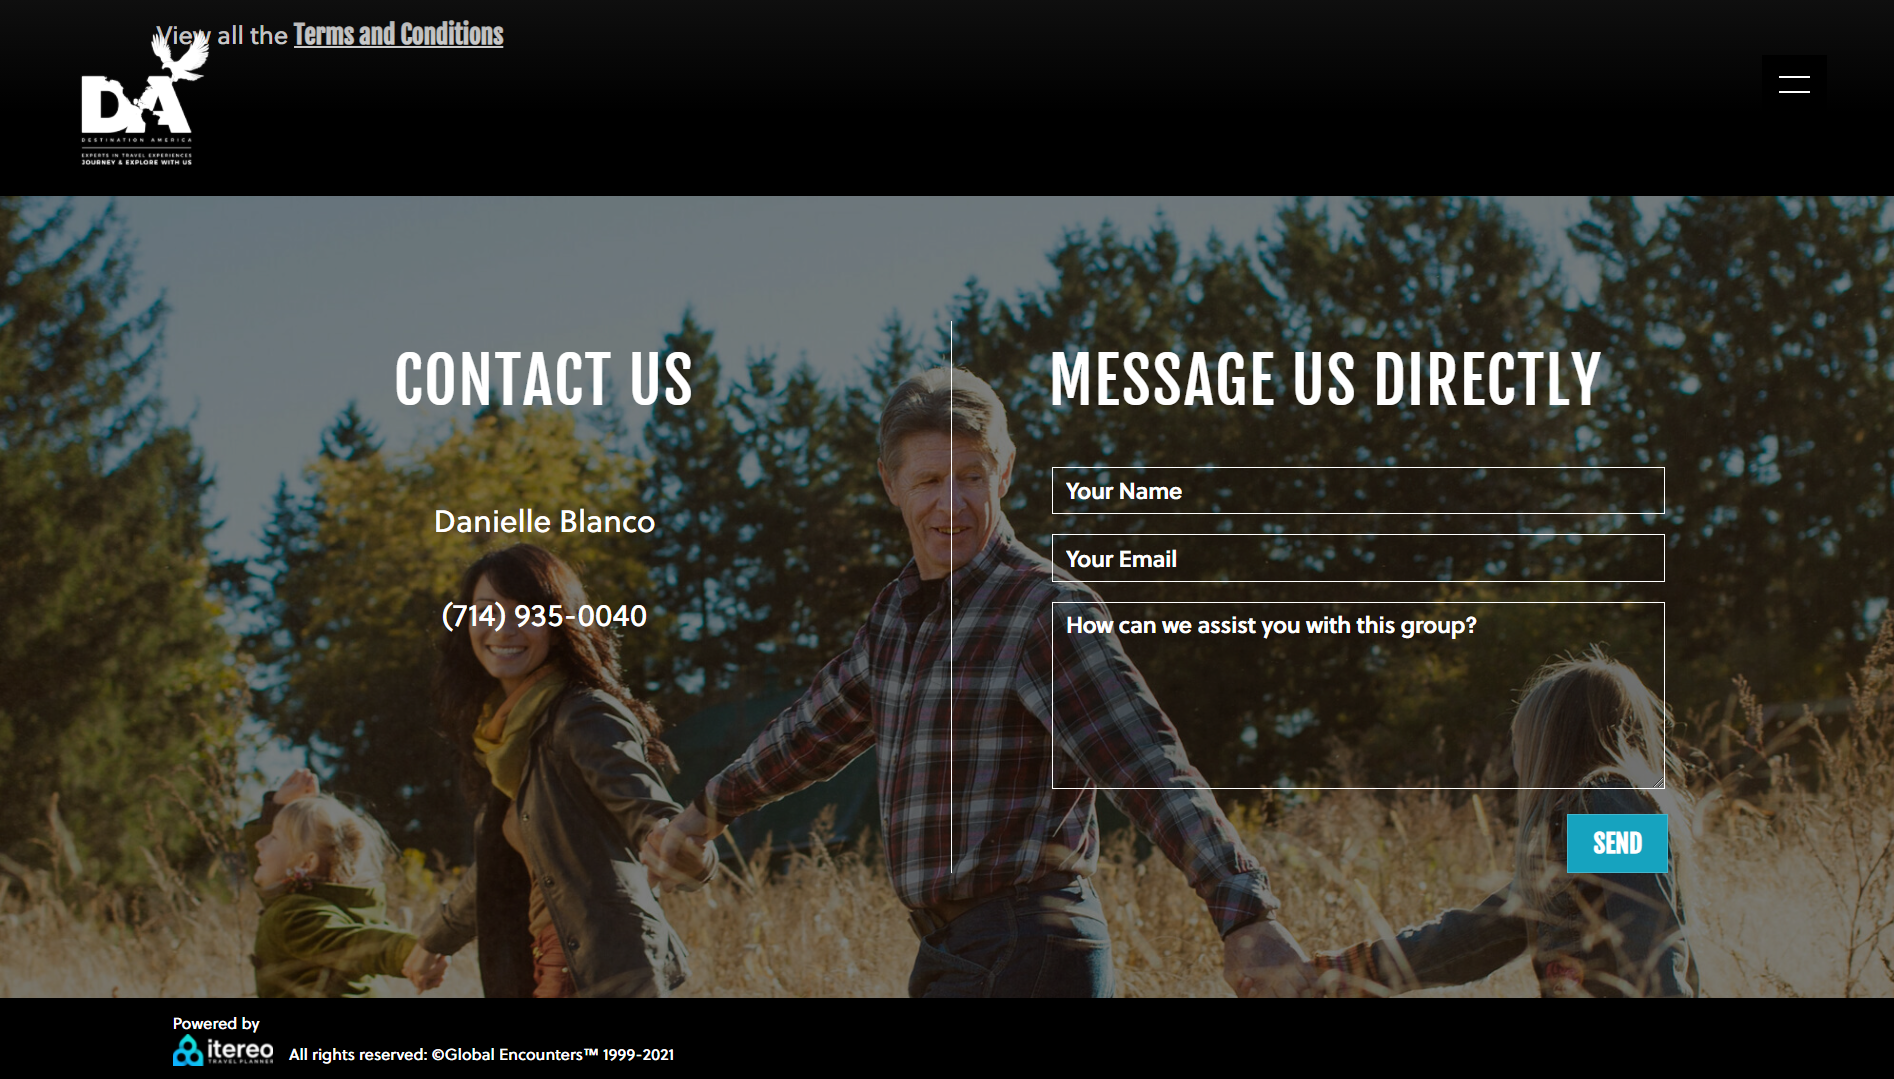 View all the Terms and Conditions
DA
DESTINATION AMERICA
EXPERTS IN TRAVEL EXPERIENCES
JOURNEY & EXPLORE WITH US
CONTACT US
Danielle Blanco
(714) 935-0040
MESSAGE US DIRECTLY
Your Name
Your Email
How can we assist you with this group?
SEND
Powered by
itereo
TRAVEL PLANNER
All rights reserved: ©Global Encounters™ 1999-2021